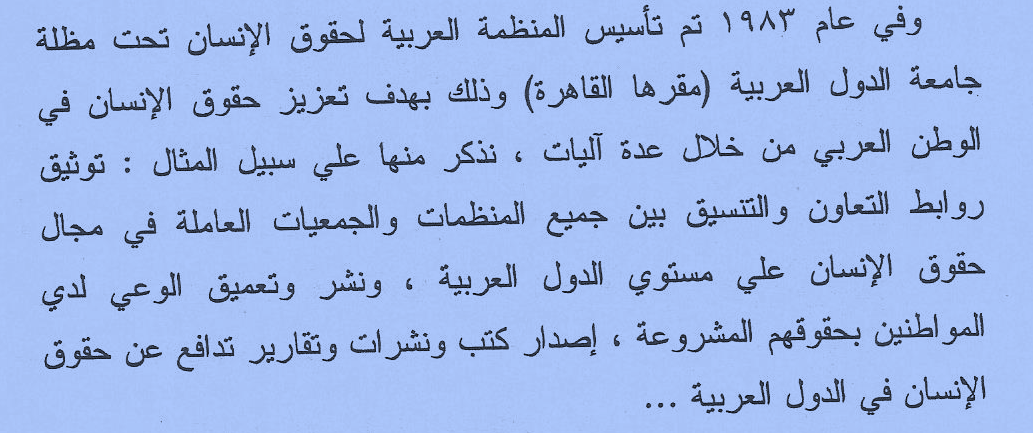 وفي عام ١٩٨٣ تم تأسيس المنظمة العربية لحقوق الإنسان تحت مظلة
جامعة الدول العربية (مقرها القاهرة) وذلك بهدف تعزيز حقوق الإنسان في
الوطن العربي من خلال عدة آليات ، نذكر منها علي سبيل المثال : توثيق
روابط التعاون والتنسيق بين جميع المنظمات والجمعيات العاملة في مجال
حقوق الإنسان علي مستوي الدول العربية ، ونشر وتعميق الوعي لدي
المواطنين بحقوقهم المشروعة ، إصدار كتب ونشرات وتقارير تدافع عن حقوق
الإنسان في الدول العربية ...